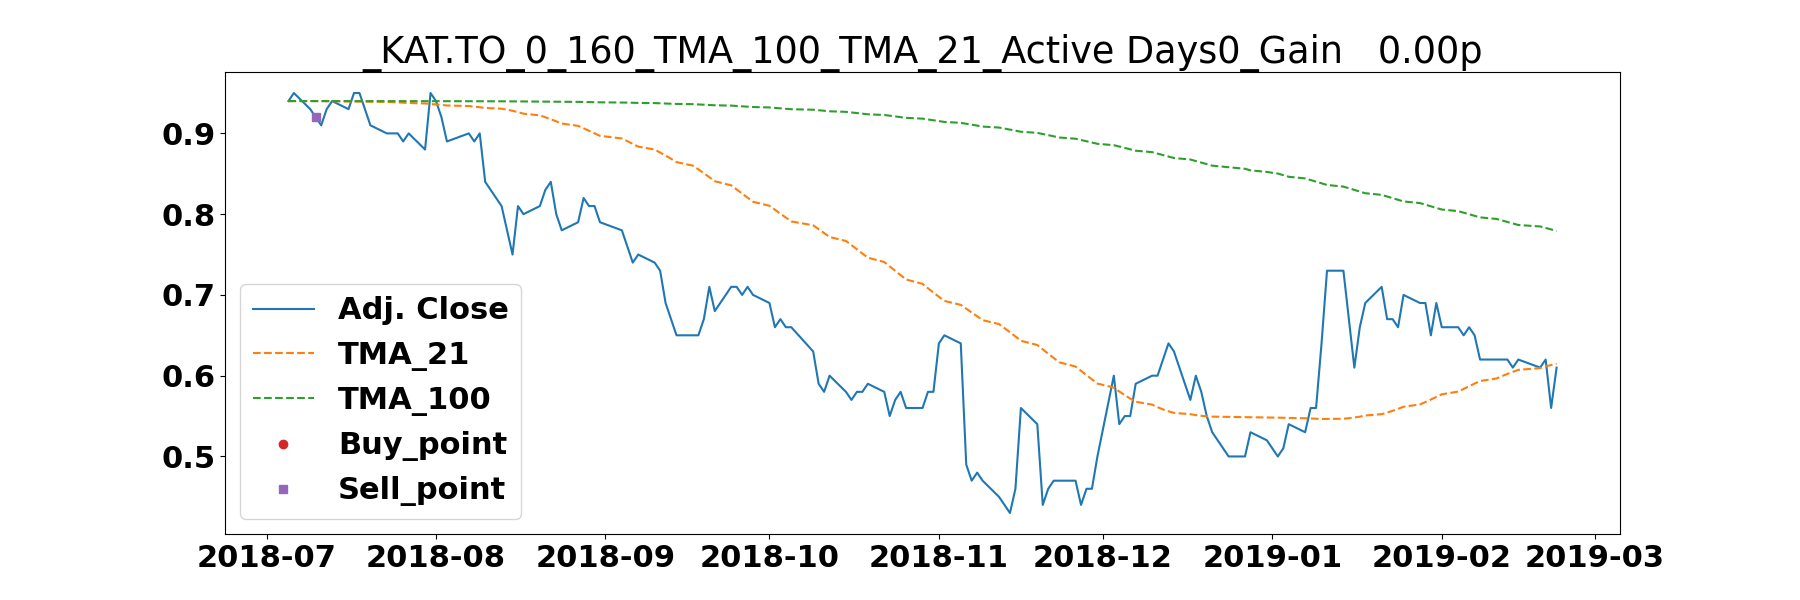 _KAT.TO_0_160_TMA_100_TMA_21_Active Days0_Gain   0.00p
0.9
0.8
0.7
0.6
0.5
Adj. Close
TMA_21
TMA_100
Buy_point
Sell_point
2018-07 2018-08 2018-09 2018-10 2018-11 2018-12 2019-01 2019-02 2019-03